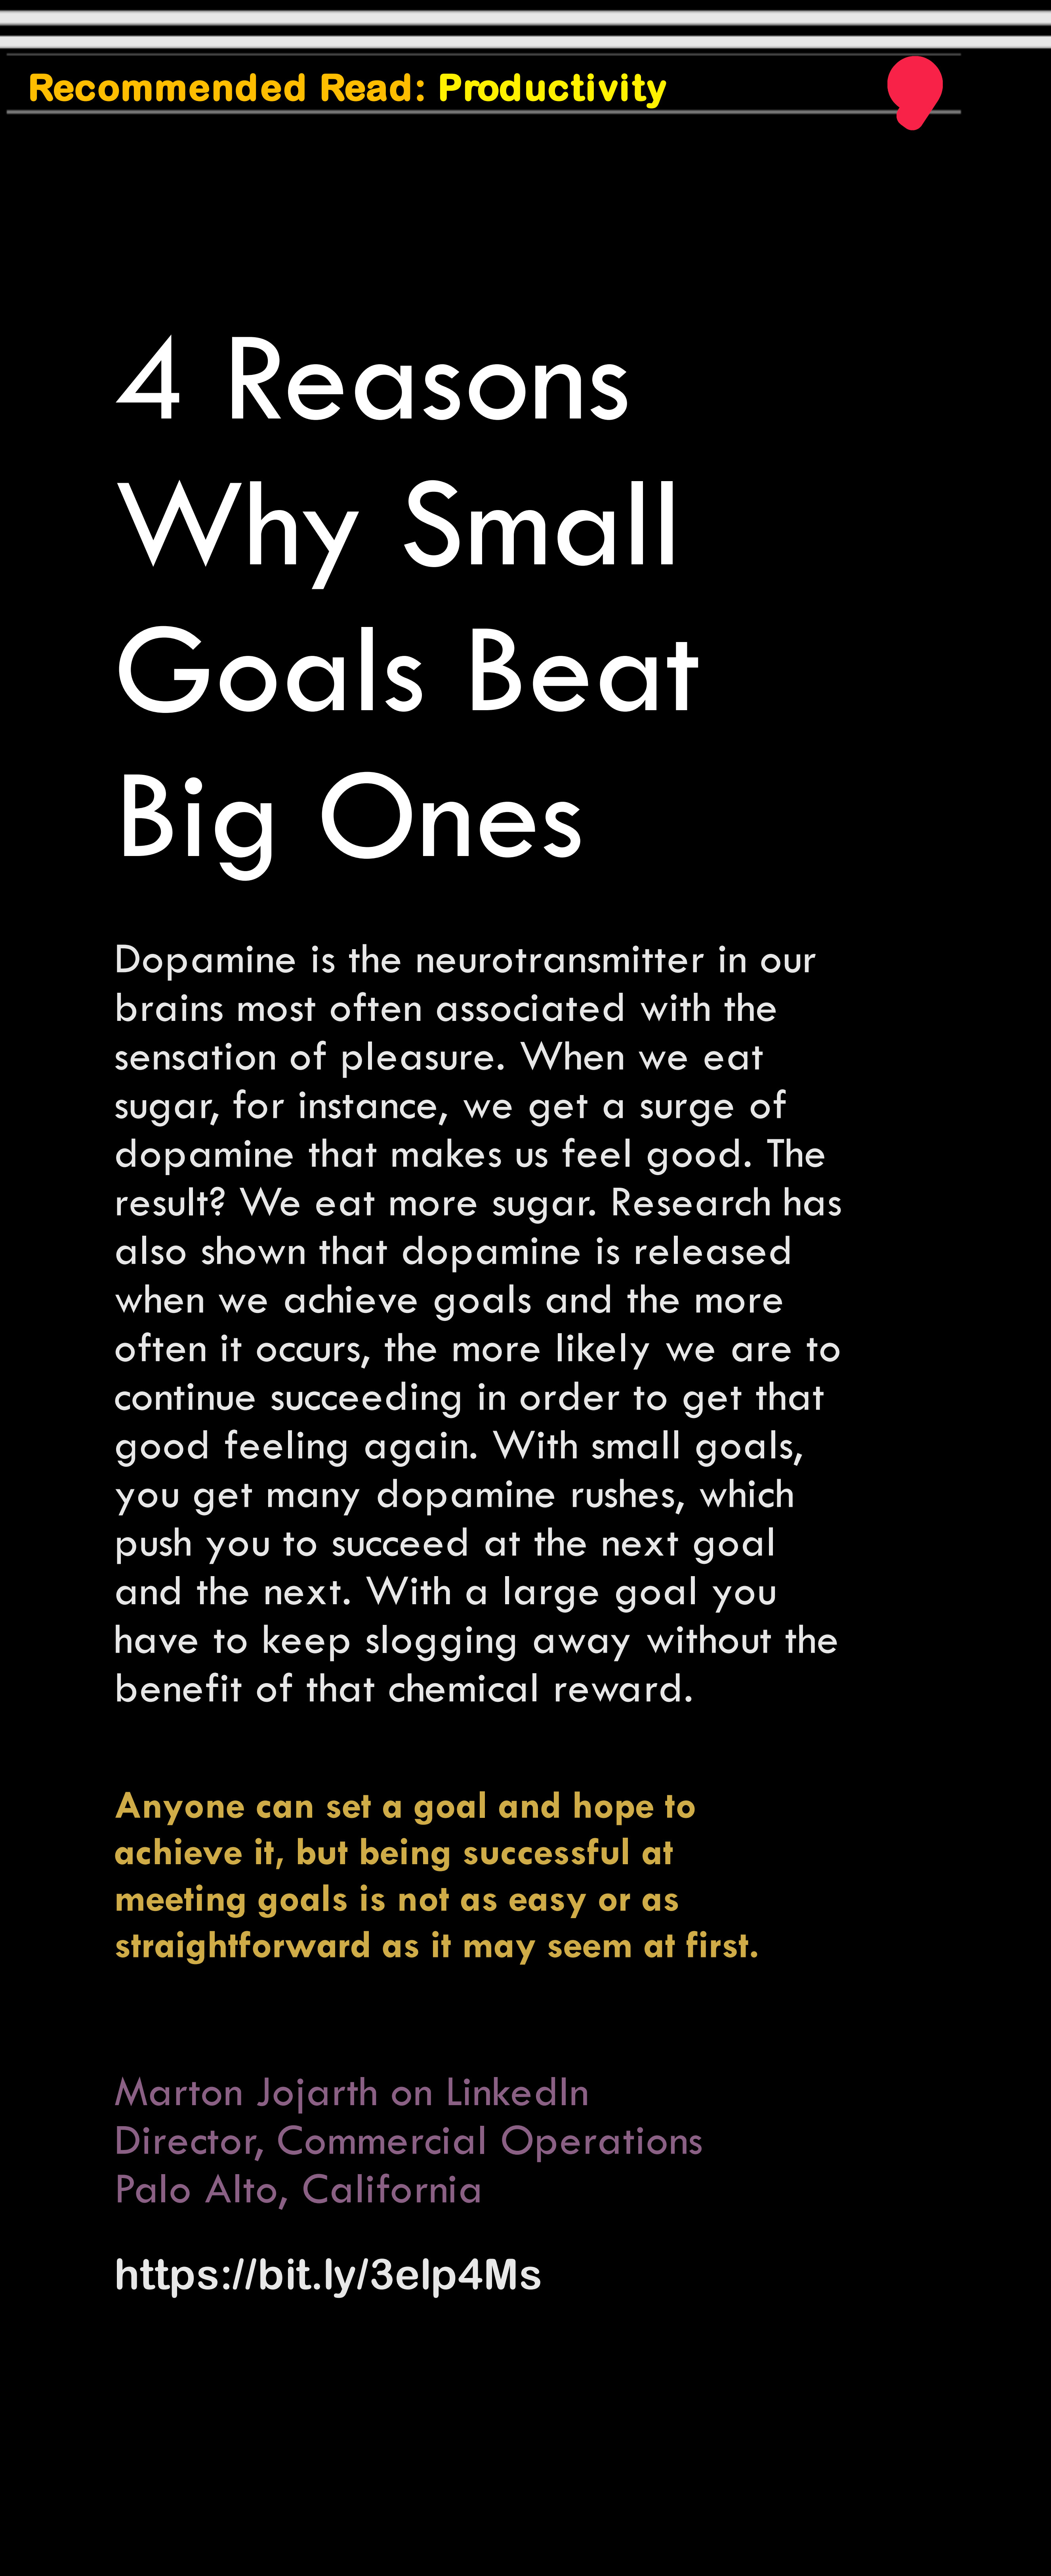 Recommended Read: Productivity
4 Reasons
Why Small
Goals Beat
Big Ones
Dopamine is the neurotransmitter in our
brains most often associated with the
sensation of pleasure. When we eat
sugar, for instance, we get a surge of
dopamine that makes us feel good. The
result? We eat more sugar. Research has
also shown that dopamine is released
when we achieve goals and the more
often it occurs, the more likely we are to
continue succeeding in order to get that
good feeling again. With small goals,
you get many dopamine rushes, which
push you to succeed at the next goal
and the next. With a large goal you
have to keep slogging away without the
benefit of that chemical reward.
Anyone can set a goal and hope to
achieve it, but being successful at
meeting goals is not as easy or as
straightforward as it may seem at first.
Marton Jojarth on LinkedIn
Director, Commercial Operations
Palo Alto, California
https://bit.ly/3elp4Ms